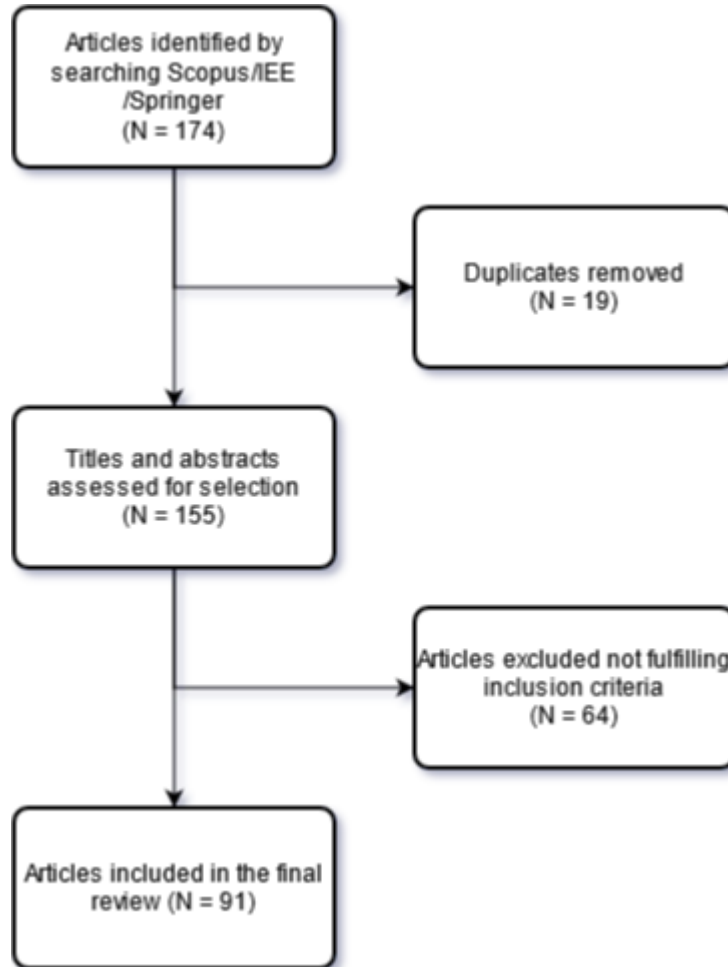 Articles identified by
searching Scopus/IEE
/Springer
(N = 174)
Duplicates removed
(N = 19)
Titles and abstracts
assessed for selection
(N = 155)
Articles excluded not fulfilling
inclusion criteria
(N = 64)
Articles included in the final
review (N = 91)